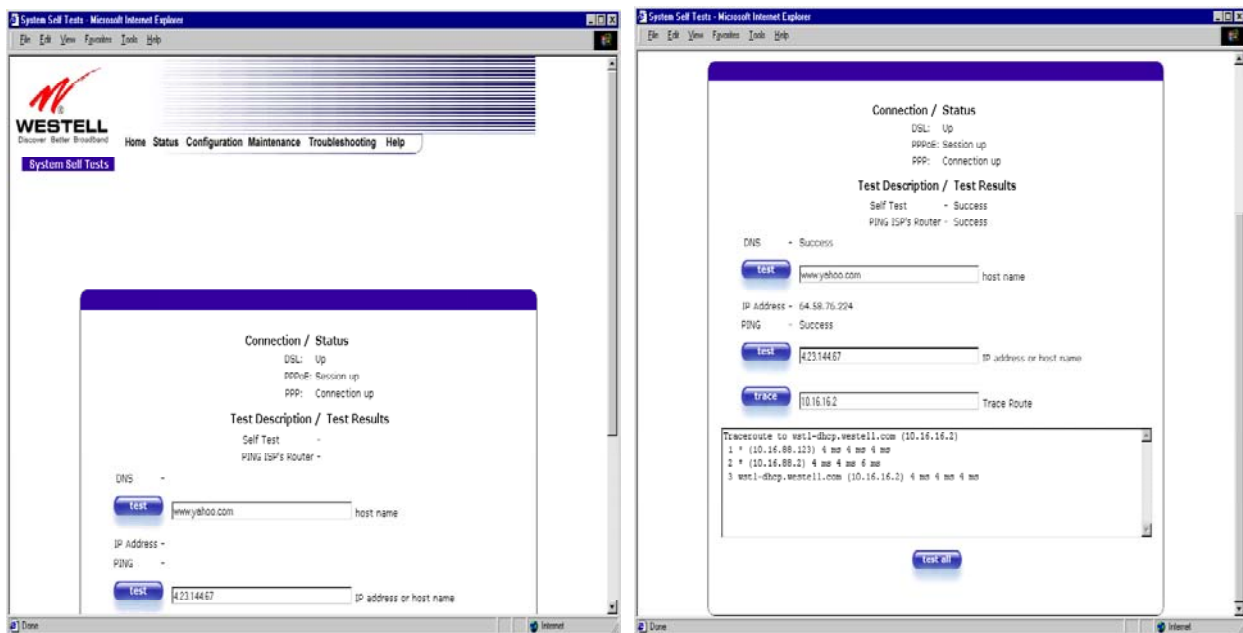 System Self Tests - Microsoft Internet Explorer
File Edit View Favorites Tools Help
WESTELL
Discover Better Broadband
Home Status Configuration Maintenance Troubleshooting Help
System Self Tests
Connection / Status
DSL: Up
PPPoE: Session up
PPP: Connection up
Test Description / Test Results
Self Test -
PING ISP's Router -
DNS -
test www.yahoo.com host name
IP Address -
PING -
test 4.23.144.67 IP address or host name
Done Internet
System Self Tests - Microsoft Internet Explorer
File Edit View Favorites Tools Help
Connection / Status
DSL: Up
PPPoE: Session up
PPP: Connection up
Test Description / Test Results
Self Test - Success
PING ISP's Router - Success
DNS - Success
test www.yahoo.com host name
IP Address - 64.58.76.224
PING - Success
test 4.23.144.67 IP address or host name
trace 10.16.16.2 Trace Route
Traceroute to wstl-dhcp.westell.com (10.16.16.2)
1 * (10.16.88.123) 4 ms 4 ms 4 ms
2 * (10.16.88.2) 4 ms 4 ms 6 ms
3 wstl-dhcp.westell.com (10.16.16.2) 4 ms 4 ms 4 ms
test all
Done Internet